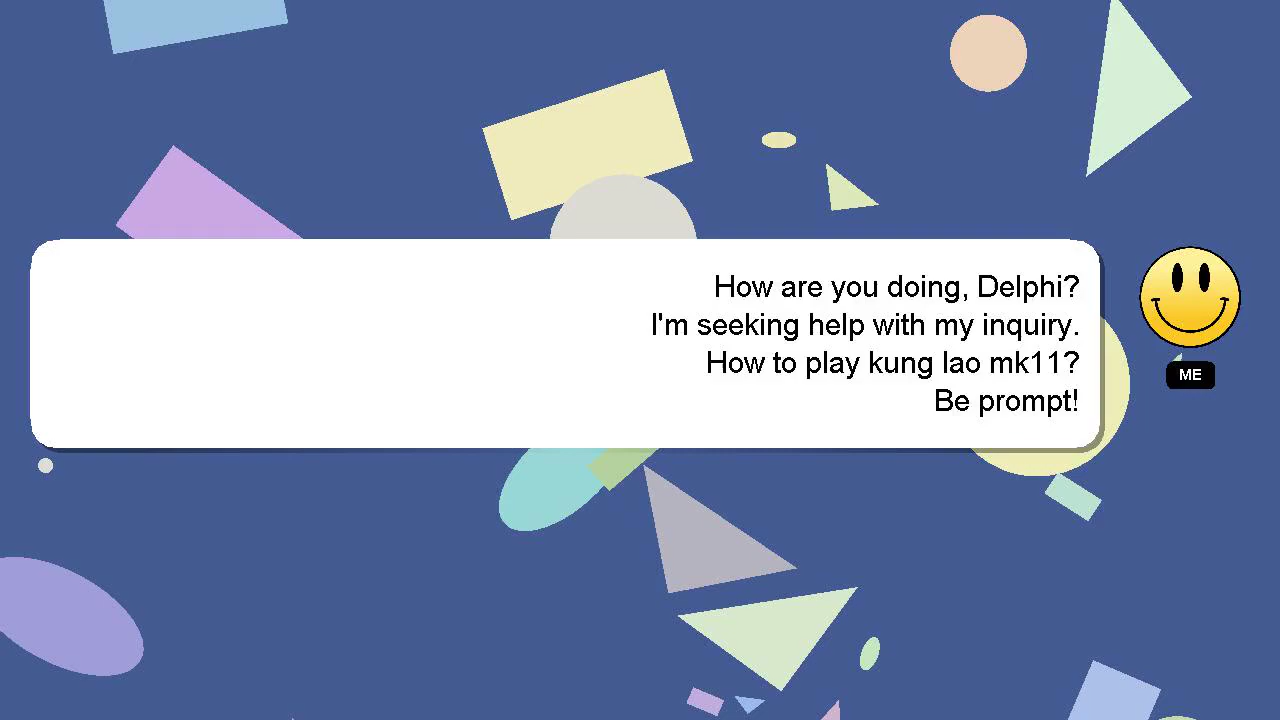 How are you doing, Delphi?
I'm seeking help with my inquiry.
How to play kung lao mk11?
Be prompt!
ME